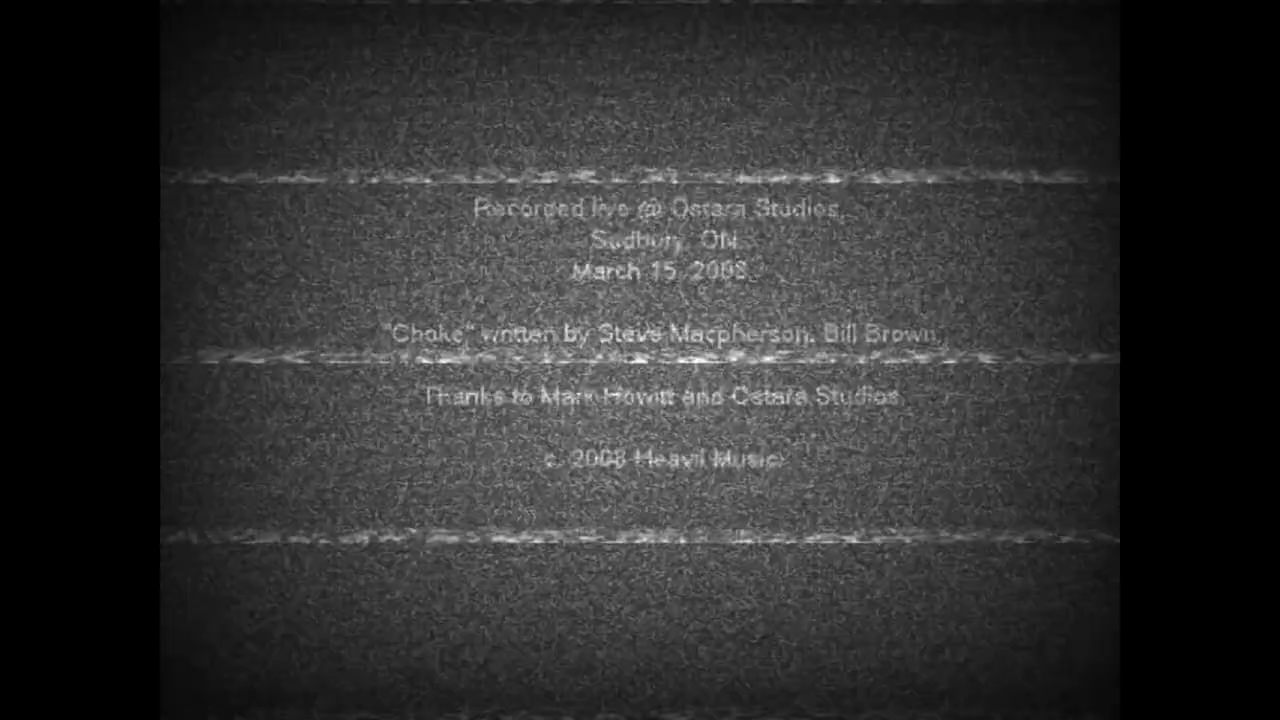 Recorded live @ Ostara Studios,
Sudbury, ON
March 15, 2008
"Choke" written by Steve Macpherson, Bill Brown,
Thanks to Mark Howitt and Ostara Studios
c. 2008 Heavil Music